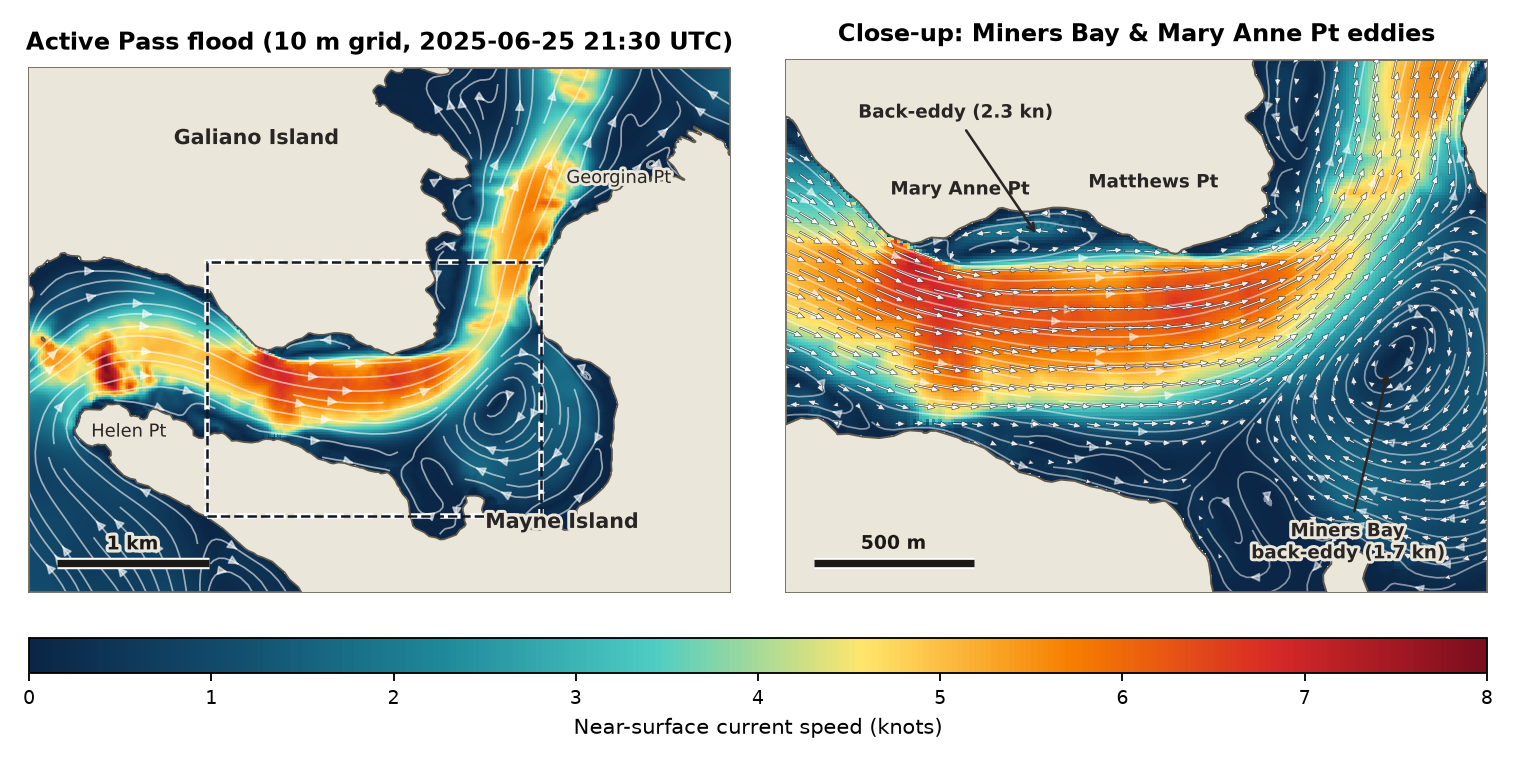 Active Pass flood (10 m grid, 2025-06-25 21:30 UTC)
Galiano Island
Georgina Pt
Helen Pt
Mayne Island
1 km
Close-up: Miners Bay & Mary Anne Pt eddies
Back-eddy (2.3 kn)
Mary Anne Pt
Matthews Pt
Miners Bay
back-eddy (1.7 kn)
500 m
0 1 2 3 4 5 6 7 8
Near-surface current speed (knots)